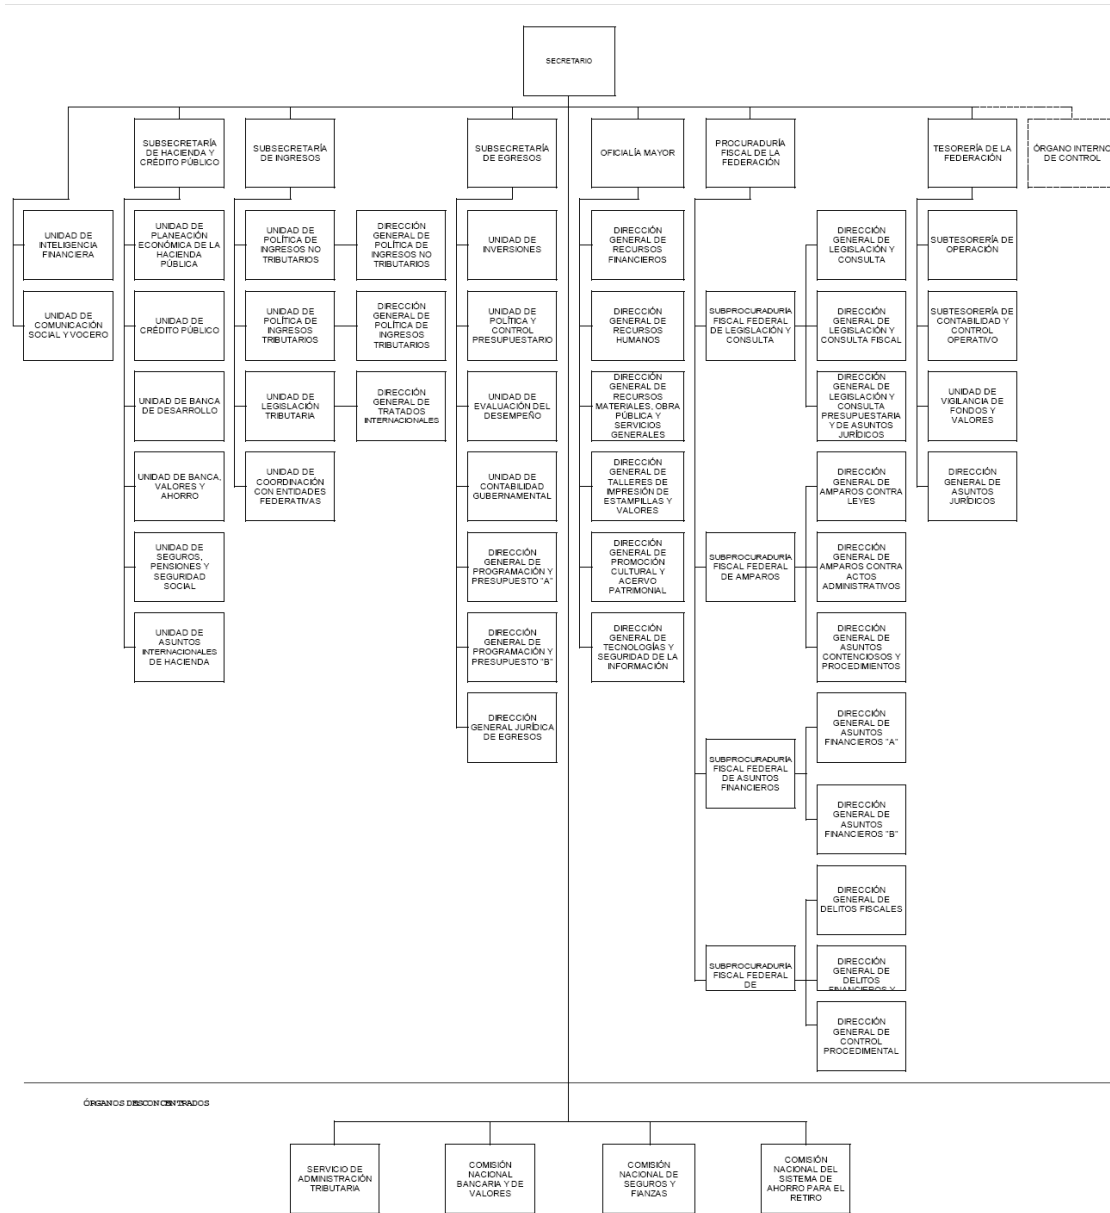 SECRETARIO
SUBSECRETARÍA
DE HACIENDA Y
CRÉDITO PÚBLICO
SUBSECRETARÍA
DE INGRESOS
SUBSECRETARÍA
DE EGRESOS
OFICIALÍA MAYOR
PROCURADURÍA
FISCAL DE LA
FEDERACIÓN
TESORERÍA DE LA
FEDERACIÓN
ÓRGANO INTERNO
DE CONTROL
UNIDAD DE
INTELIGENCIA
FINANCIERA
UNIDAD DE
COMUNICACIÓN
SOCIAL Y VOCERO
UNIDAD DE
PLANEACIÓN
ECONÓMICA DE LA
HACIENDA
PÚBLICA
UNIDAD DE
CRÉDITO PÚBLICO
UNIDAD DE BANCA
DE DESARROLLO
UNIDAD DE BANCA,
VALORES Y
AHORRO
UNIDAD DE
SEGUROS,
PENSIONES Y
SEGURIDAD
SOCIAL
UNIDAD DE
ASUNTOS
INTERNACIONALES
DE HACIENDA
UNIDAD DE
POLÍTICA DE
INGRESOS NO
TRIBUTARIOS
UNIDAD DE
POLÍTICA DE
INGRESOS
TRIBUTARIOS
UNIDAD DE
LEGISLACIÓN
TRIBUTARIA
UNIDAD DE
COORDINACIÓN
CON ENTIDADES
FEDERATIVAS
DIRECCIÓN
GENERAL DE
POLÍTICA DE
INGRESOS NO
TRIBUTARIOS
DIRECCIÓN
GENERAL DE
POLÍTICA DE
INGRESOS
TRIBUTARIOS
DIRECCIÓN
GENERAL DE
TRATADOS
INTERNACIONALES
UNIDAD DE
INVERSIONES
UNIDAD DE
POLÍTICA Y
CONTROL
PRESUPUESTARIO
UNIDAD DE
EVALUACIÓN DEL
DESEMPEÑO
UNIDAD DE
CONTABILIDAD
GUBERNAMENTAL
DIRECCIÓN
GENERAL DE
PROGRAMACIÓN Y
PRESUPUESTO "A"
DIRECCIÓN
GENERAL DE
PROGRAMACIÓN Y
PRESUPUESTO "B"
DIRECCIÓN
GENERAL JURÍDICA
DE EGRESOS
DIRECCIÓN
GENERAL DE
RECURSOS
FINANCIEROS
DIRECCIÓN
GENERAL DE
RECURSOS
HUMANOS
DIRECCIÓN
GENERAL DE
RECURSOS
MATERIALES, OBRA
PÚBLICA Y
SERVICIOS
GENERALES
DIRECCIÓN
GENERAL DE
TALLERES DE
IMPRESIÓN DE
ESTAMPILLAS Y
VALORES
DIRECCIÓN
GENERAL DE
PROMOCIÓN
CULTURAL Y
ACERVO
PATRIMONIAL
DIRECCIÓN
GENERAL DE
TECNOLOGÍAS Y
SEGURIDAD DE LA
INFORMACIÓN
SUBPROCURADURÍA
FISCAL FEDERAL
DE LEGISLACIÓN Y
CONSULTA
DIRECCIÓN
GENERAL DE
LEGISLACIÓN Y
CONSULTA
DIRECCIÓN
GENERAL DE
LEGISLACIÓN Y
CONSULTA FISCAL
DIRECCIÓN
GENERAL DE
LEGISLACIÓN Y
CONSULTA
PRESUPUESTARIA
Y DE ASUNTOS
JURÍDICOS
SUBPROCURADURÍA
FISCAL FEDERAL
DE AMPAROS
DIRECCIÓN
GENERAL DE
AMPAROS CONTRA
LEYES
DIRECCIÓN
GENERAL DE
AMPAROS CONTRA
ACTOS
ADMINISTRATIVOS
DIRECCIÓN
GENERAL DE
ASUNTOS
CONTENCIOSOS Y
PROCEDIMIENTOS
SUBPROCURADURÍA
FISCAL FEDERAL
DE ASUNTOS
FINANCIEROS
DIRECCIÓN
GENERAL DE
ASUNTOS
FINANCIEROS "A"
DIRECCIÓN
GENERAL DE
ASUNTOS
FINANCIEROS "B"
SUBPROCURADURÍA
FISCAL FEDERAL
DE
DIRECCIÓN
GENERAL DE
DELITOS FISCALES
DIRECCIÓN
GENERAL DE
DELITOS
FINANCIEROS Y
DIRECCIÓN
GENERAL DE
CONTROL
PROCEDIMENTAL
SUBTESORERÍA DE
OPERACIÓN
SUBTESORERÍA DE
CONTABILIDAD Y
CONTROL
OPERATIVO
UNIDAD DE
VIGILANCIA DE
FONDOS Y
VALORES
DIRECCIÓN
GENERAL DE
ASUNTOS
JURÍDICOS
ÓRGANOS DESCONCENTRADOS
SERVICIO DE
ADMINISTRACIÓN
TRIBUTARIA
COMISIÓN
NACIONAL
BANCARIA Y DE
VALORES
COMISIÓN
NACIONAL DE
SEGUROS Y
FIANZAS
COMISIÓN
NACIONAL DEL
SISTEMA DE
AHORRO PARA EL
RETIRO